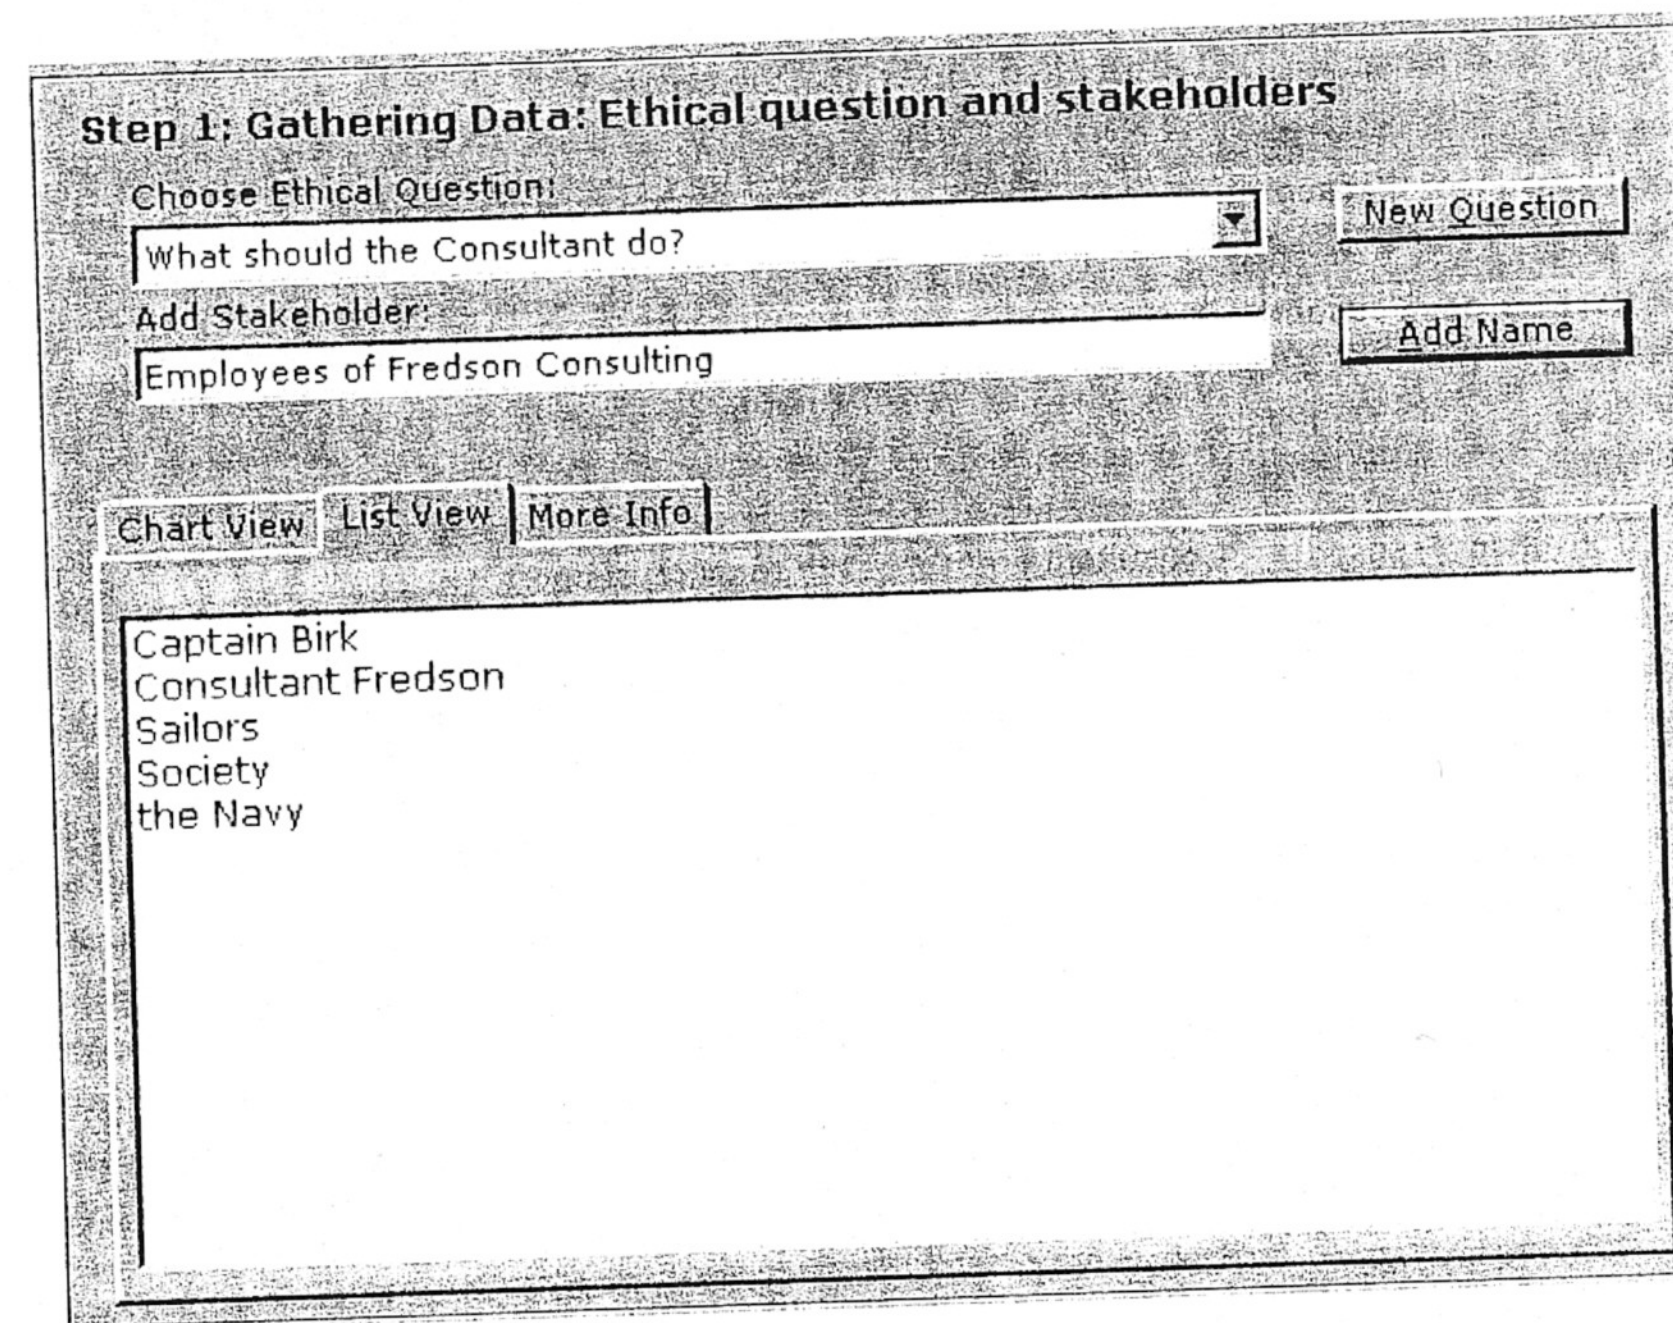 Step 1: Gathering Data: Ethical question and stakeholders
Choose Ethical Question:
What should the Consultant do?
New Question
Add Stakeholder:
Employees of Fredson Consulting
Add Name
Chart View
List View
More Info
Captain Birk
Consultant Fredson
Sailors
Society
the Navy